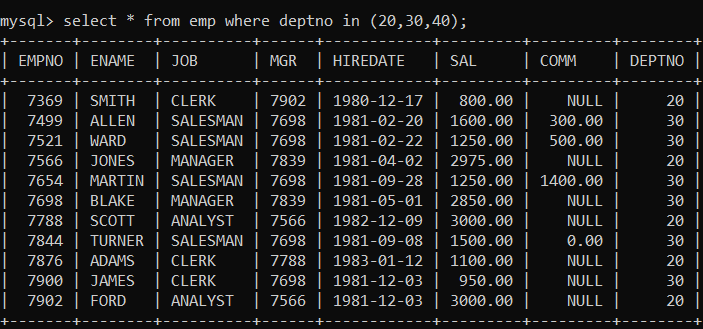 mysql> select * from emp where deptno in (20,30,40);
+-------+--------+----------+------+------------+---------+---------+--------+
| EMPNO | ENAME  | JOB      | MGR  | HIREDATE   | SAL     | COMM    | DEPTNO |
+-------+--------+----------+------+------------+---------+---------+--------+
|  7369 | SMITH  | CLERK    | 7902 | 1980-12-17 |  800.00 |    NULL |     20 |
|  7499 | ALLEN  | SALESMAN | 7698 | 1981-02-20 | 1600.00 |  300.00 |     30 |
|  7521 | WARD   | SALESMAN | 7698 | 1981-02-22 | 1250.00 |  500.00 |     30 |
|  7566 | JONES  | MANAGER  | 7839 | 1981-04-02 | 2975.00 |    NULL |     20 |
|  7654 | MARTIN | SALESMAN | 7698 | 1981-09-28 | 1250.00 | 1400.00 |     30 |
|  7698 | BLAKE  | MANAGER  | 7839 | 1981-05-01 | 2850.00 |    NULL |     30 |
|  7788 | SCOTT  | ANALYST  | 7566 | 1982-12-09 | 3000.00 |    NULL |     20 |
|  7844 | TURNER | SALESMAN | 7698 | 1981-09-08 | 1500.00 |    0.00 |     30 |
|  7876 | ADAMS  | CLERK    | 7788 | 1983-01-12 | 1100.00 |    NULL |     20 |
|  7900 | JAMES  | CLERK    | 7698 | 1981-12-03 |  950.00 |    NULL |     30 |
|  7902 | FORD   | ANALYST  | 7566 | 1981-12-03 | 3000.00 |    NULL |     20 |
+-------+--------+----------+------+------------+---------+---------+--------+